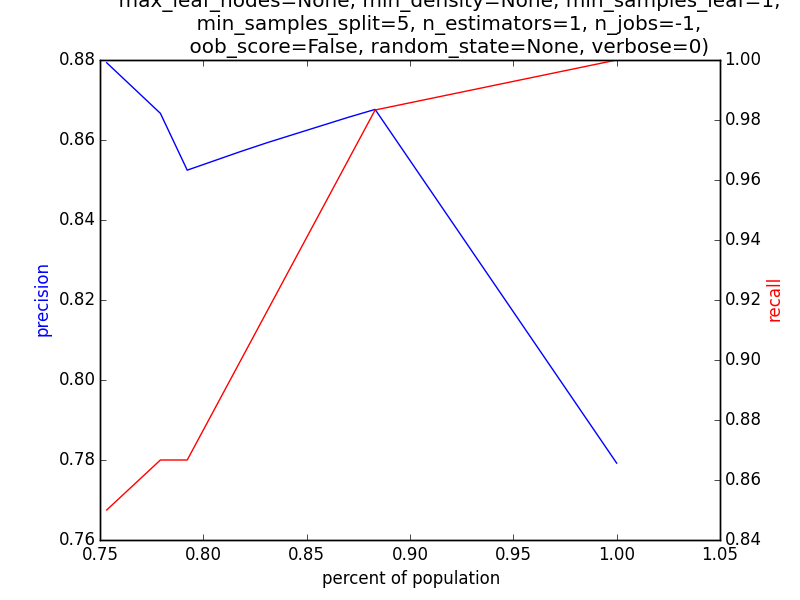 max_leaf_nodes=None, min_density=None, min_samples_leaf=1,
min_samples_split=5, n_estimators=1, n_jobs=-1,
oob_score=False, random_state=None, verbose=0)
0.88
0.86
0.84
0.82
0.80
0.78
0.76
precision
1.00
0.98
0.96
0.94
0.92
0.90
0.88
0.86
0.84
recall
0.75 0.80 0.85 0.90 0.95 1.00 1.05
percent of population